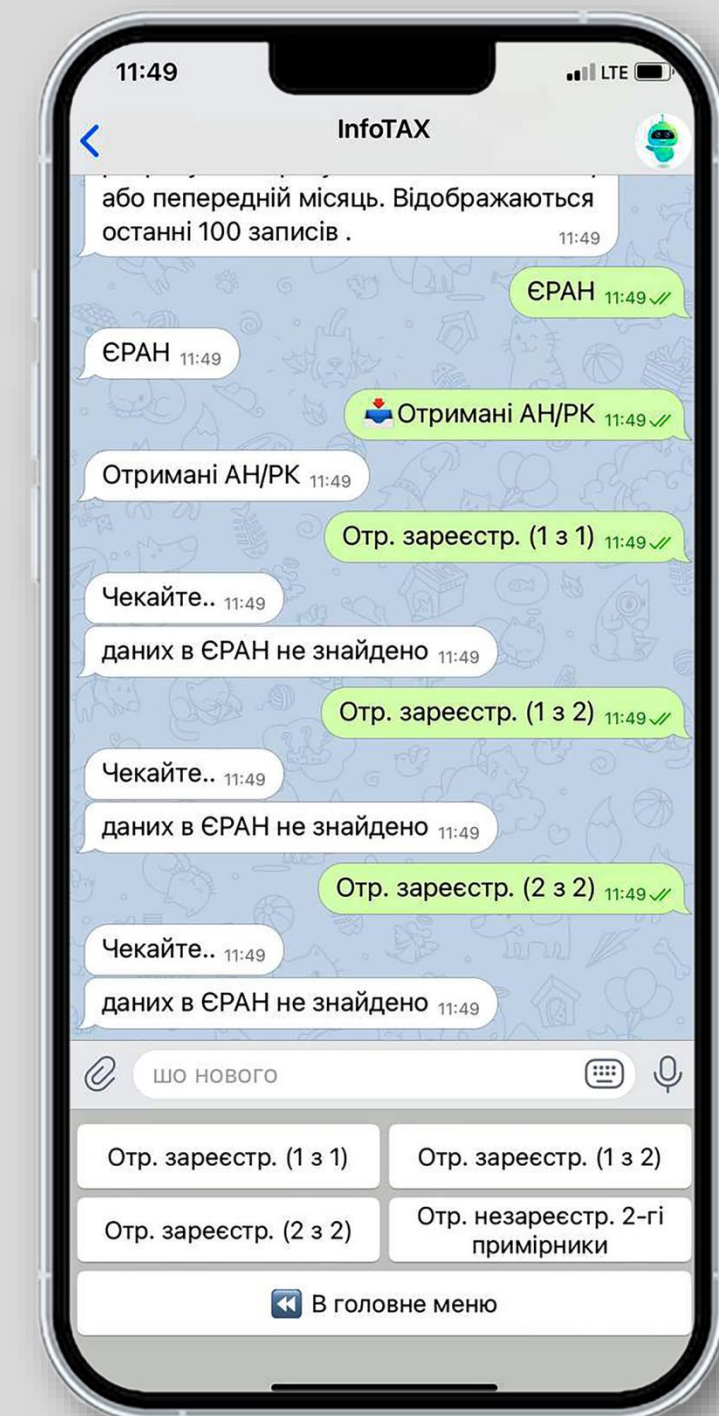 11:49
LTE
InfoTAX
або пепередній місяць. Відображаються
останні 100 записів .
11:49
ЄРАН 11:49
ЄРАН 11:49
Отримані АН/РК 11:49
Отримані АН/РК 11:49
Отр. зареєстр. (1 з 1) 11:49
Чекайте.. 11:49
даних в ЄРАН не знайдено 11:49
Отр. зареєстр. (1 з 2) 11:49
Чекайте.. 11:49
даних в ЄРАН не знайдено 11:49
Отр. зареєстр. (2 з 2) 11:49
Чекайте.. 11:49
даних в ЄРАН не знайдено 11:49
шо нового
Отр. зареєстр. (1 з 1)
Отр. зареєстр. (1 з 2)
Отр. зареєстр. (2 з 2)
Отр. незареєстр. 2-гі
примірники
В головне меню